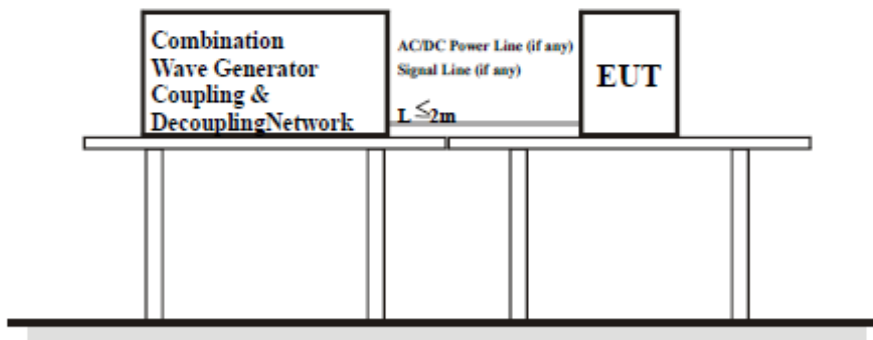 Combination
Wave Generator
Coupling &
DecouplingNetwork
AC/DC Power Line (if any)
Signal Line (if any)
L ≤2m
EUT